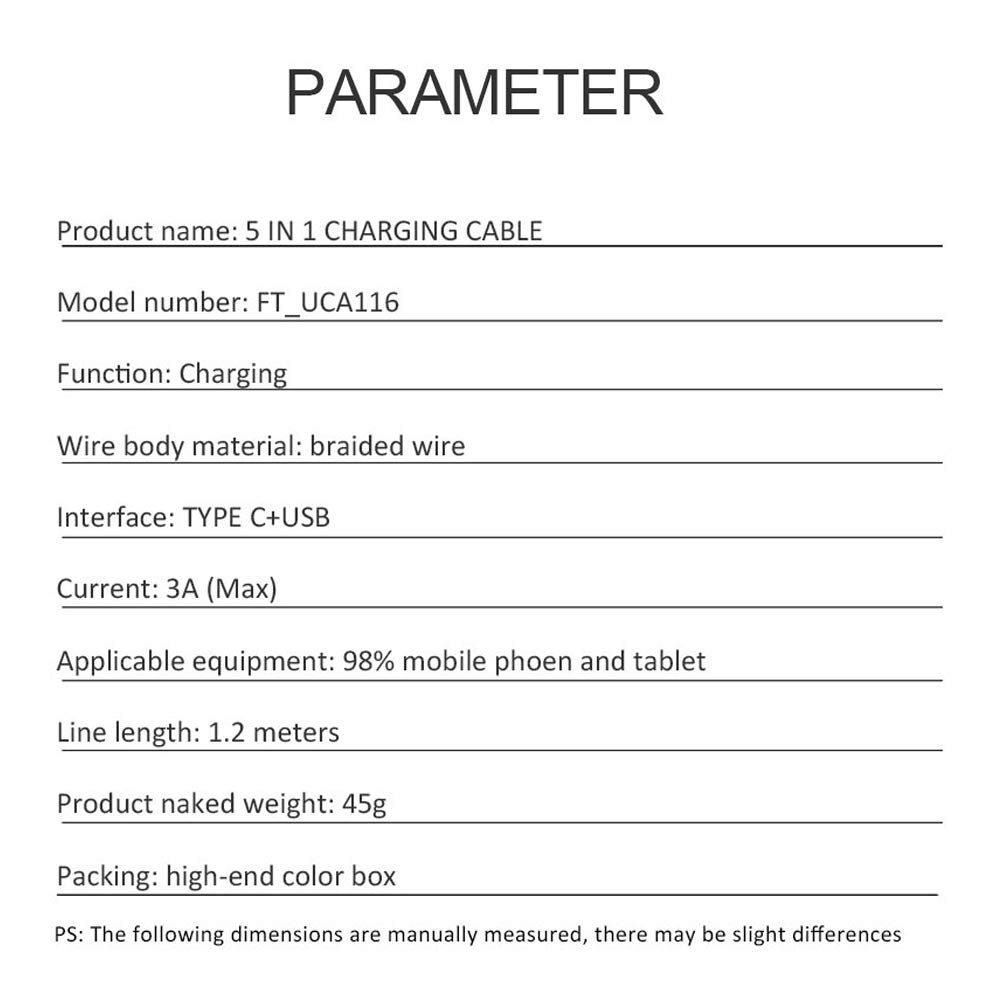 PARAMETER
Product name: 5 IN 1 CHARGING CABLE
Model number: FT_UCA116
Function: Charging
Wire body material: braided wire
Interface: TYPE C+USB
Current: 3A (Max)
Applicable equipment: 98% mobile phoen and tablet
Line length: 1.2 meters
Product naked weight: 45g
Packing: high-end color box
PS: The following dimensions are manually measured, there may be slight differences